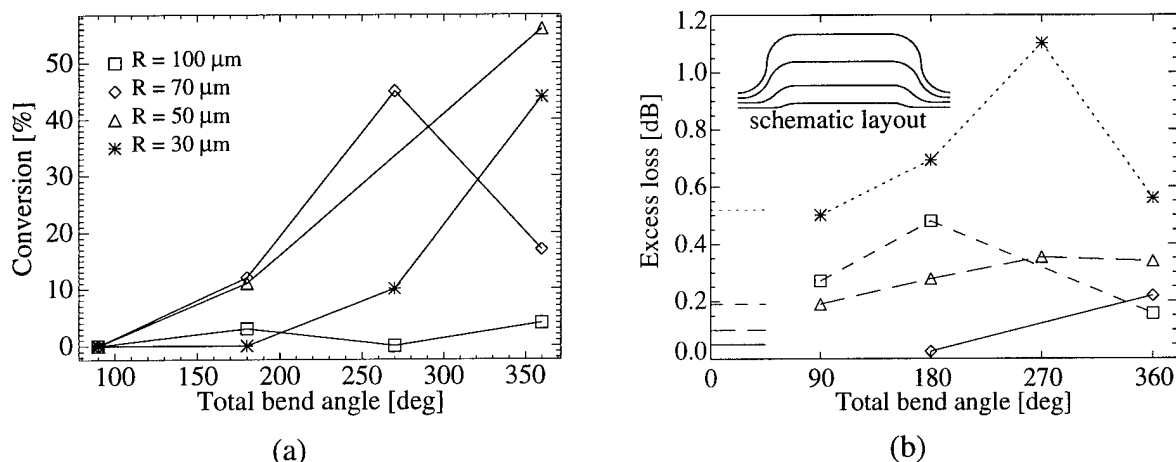 50
40
30
20
10
0
Conversion [%]
R = 100 μm
R = 70 μm
R = 50 μm
R = 30 μm
100 150 200 250 300 350
Total bend angle [deg]
(a)
1.2
1.0
0.8
0.6
0.4
0.2
0.0
Excess loss [dB]
schematic layout
0 90 180 270 360
Total bend angle [deg]
(b)